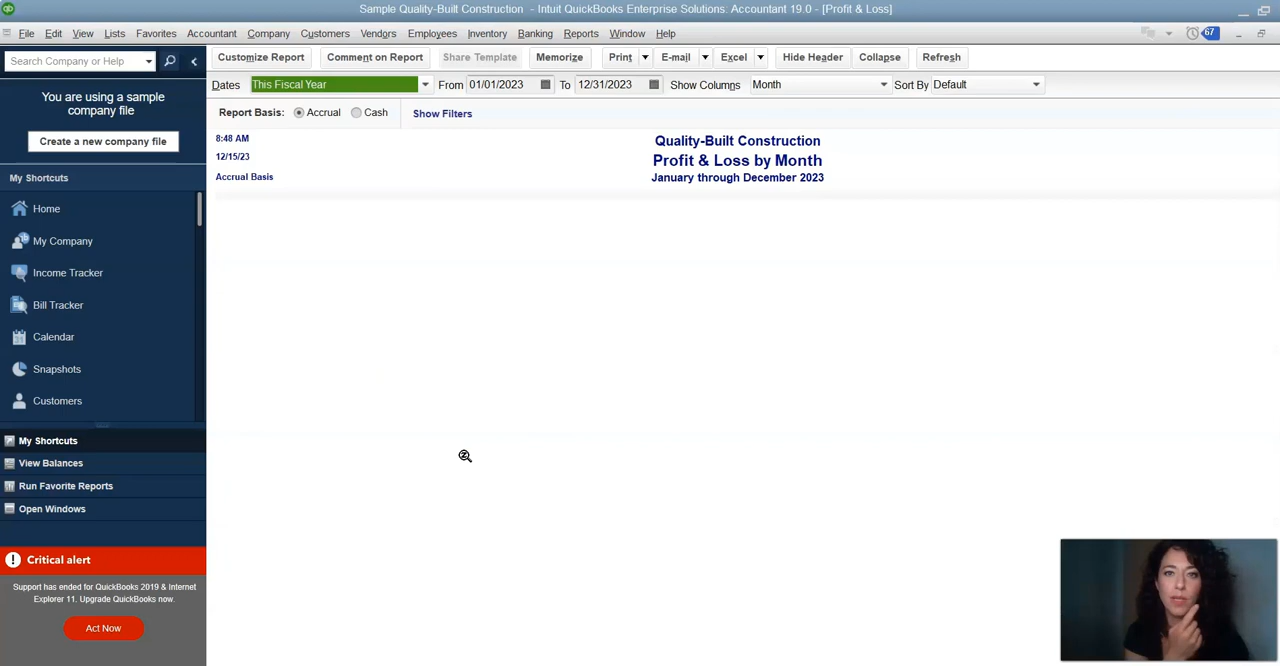 Sample Quality-Built Construction - Intuit QuickBooks Enterprise Solutions: Accountant 19.0 - [Profit & Loss]
File Edit View Lists Favorites Accountant Company Customers Vendors Employees Inventory Banking Reports Window Help
67
Search Company or Help
Customize Report Comment on Report Share Template Memorize Print E-mail Excel Hide Header Collapse Refresh
Dates This Fiscal Year From 01/01/2023 To 12/31/2023 Show Columns Month Sort By Default
You are using a sample
company file
Create a new company file
Report Basis: Accrual Cash Show Filters
8:48 AM
12/15/23
Accrual Basis
Quality-Built Construction
Profit & Loss by Month
January through December 2023
My Shortcuts
Home
My Company
Income Tracker
Bill Tracker
Calendar
Snapshots
Customers
My Shortcuts
View Balances
Run Favorite Reports
Open Windows
Critical alert
Support has ended for QuickBooks 2019 & Internet
Explorer 11. Upgrade QuickBooks now.
Act Now